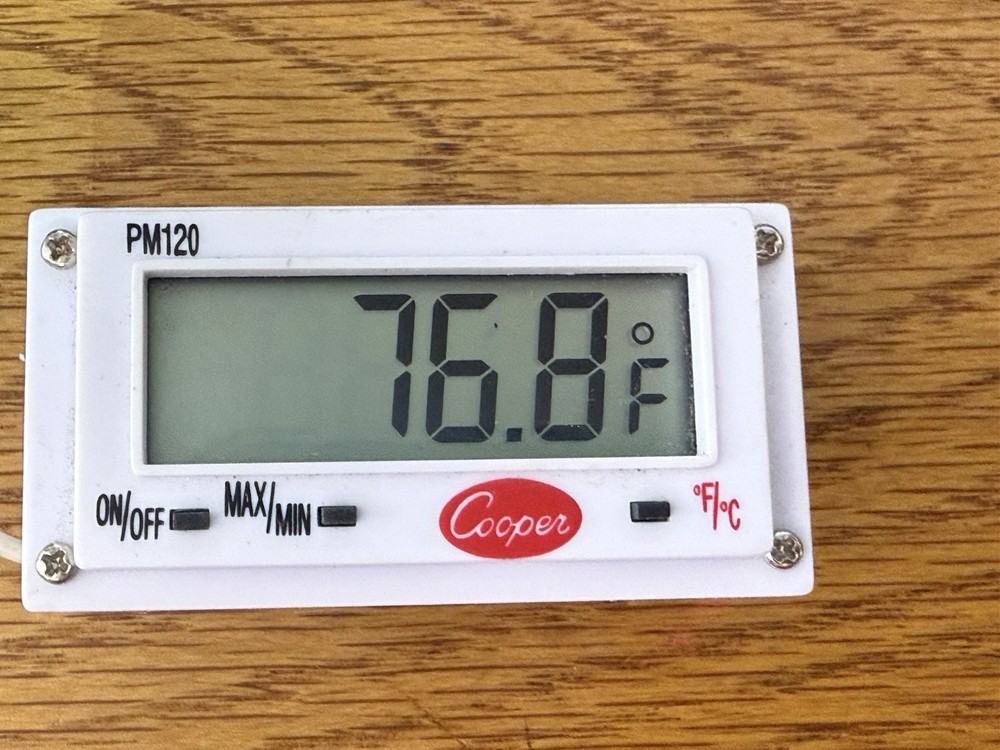 PM120
76.8 °F
ON/OFF MAX/MIN Cooper °F/°C